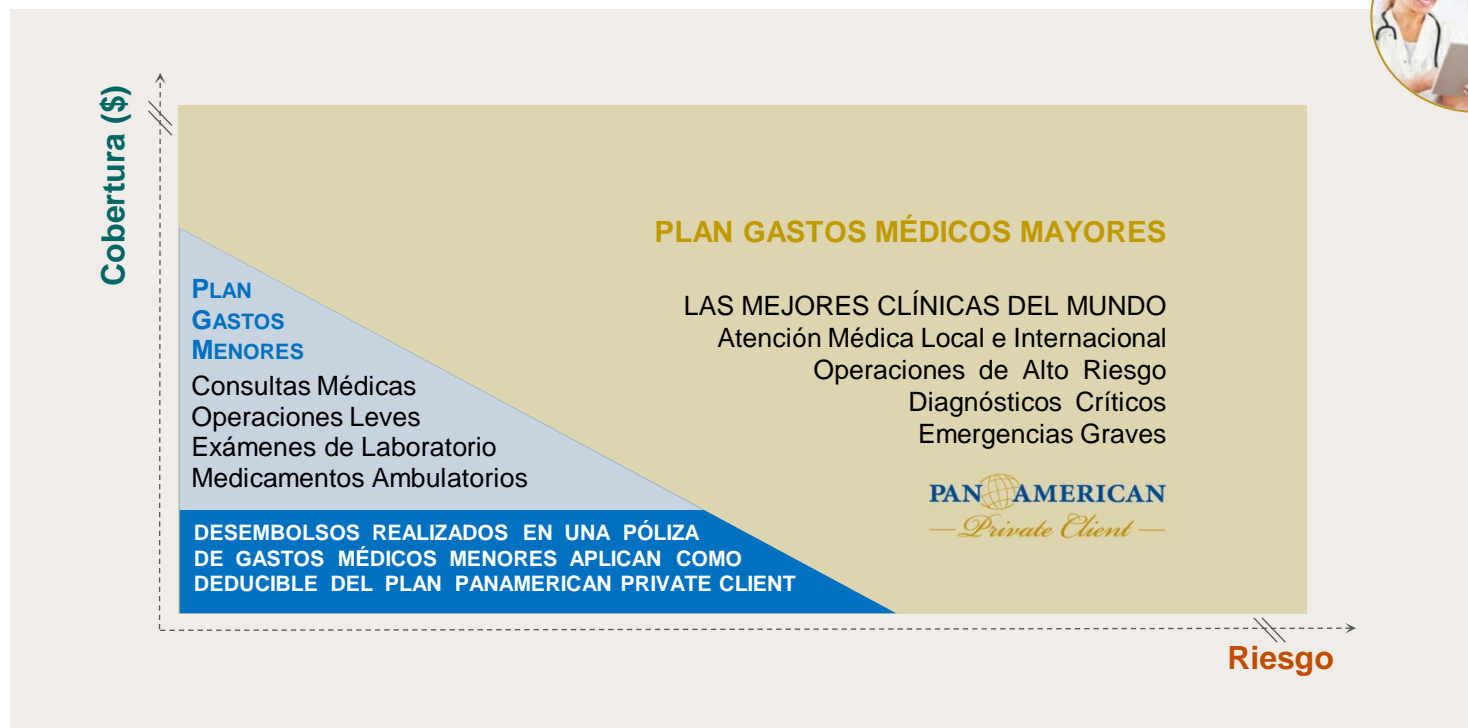 Cobertura ($)
PLAN GASTOS MÉDICOS MAYORES
LAS MEJORES CLÍNICAS DEL MUNDO
Atención Médica Local e Internacional
Operaciones de Alto Riesgo
Diagnósticos Críticos
Emergencias Graves
PAN AMERICAN
Private Client
PLAN
GASTOS
MENORES
Consultas Médicas
Operaciones Leves
Exámenes de Laboratorio
Medicamentos Ambulatorios
DESEMBOLSOS REALIZADOS EN UNA PÓLIZA
DE GASTOS MÉDICOS MENORES APLICAN COMO
DEDUCIBLE DEL PLAN PANAMERICAN PRIVATE CLIENT
Riesgo